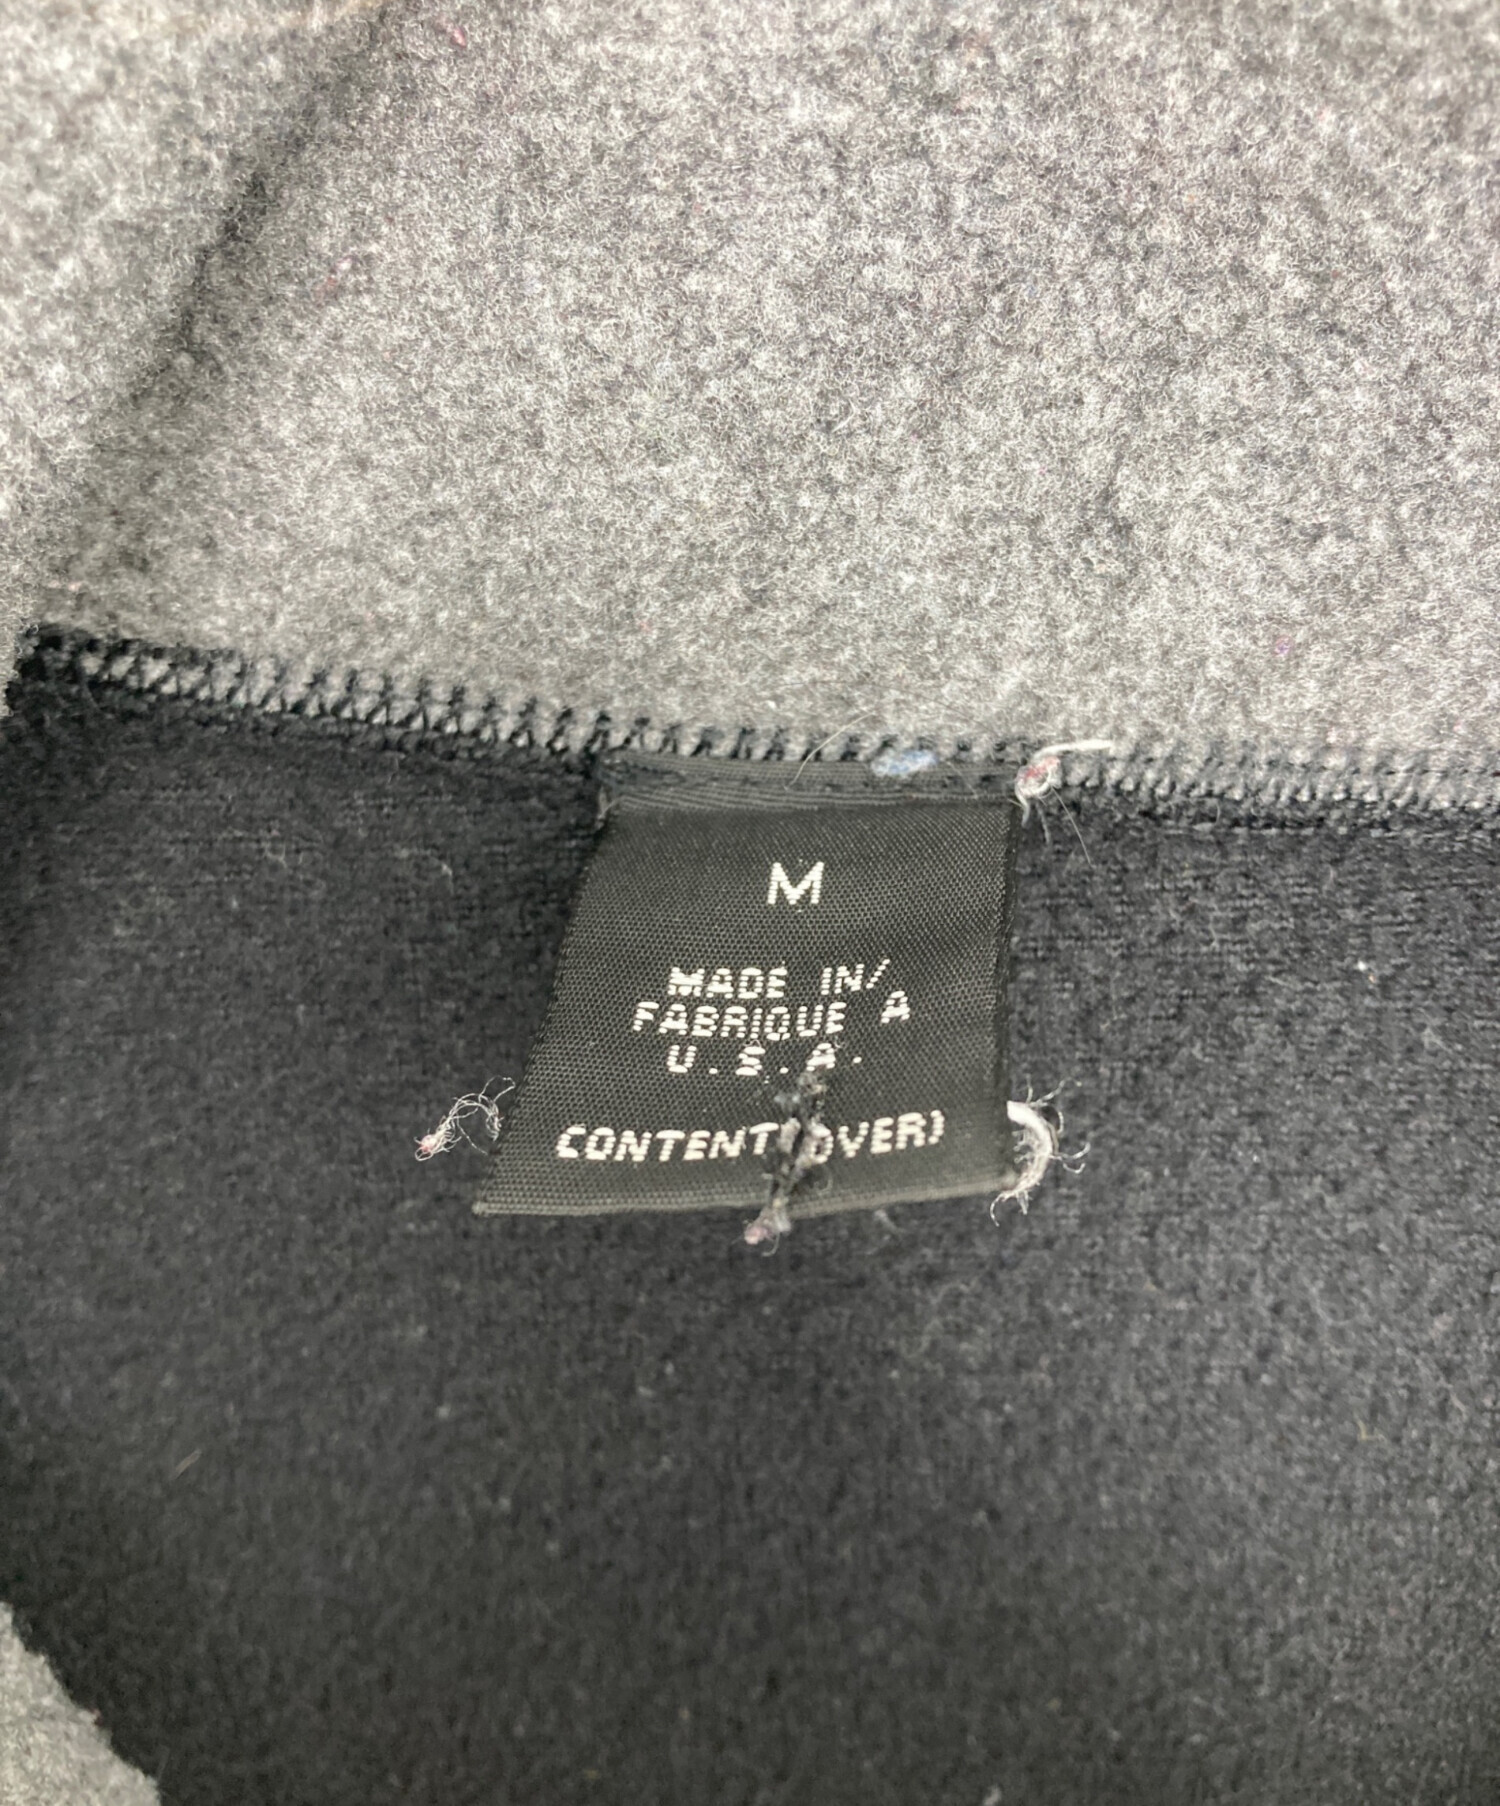 M
MADE IN/
FABRIQUE A
U.S.A.
CONTENT(OVER)